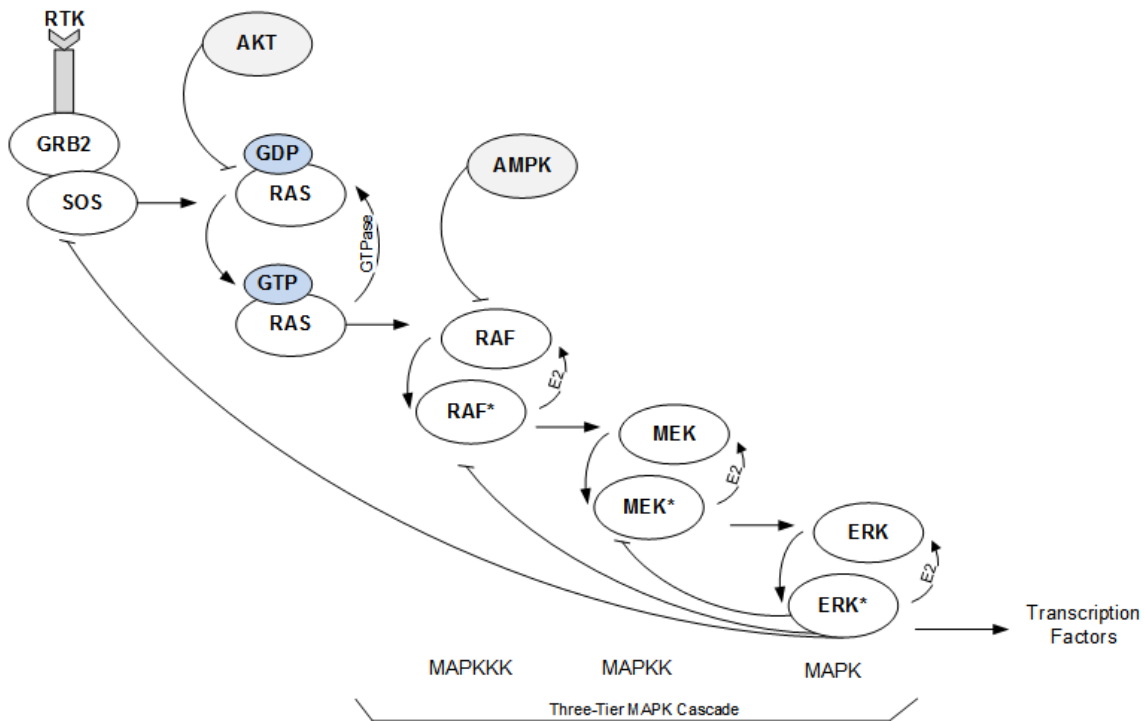 RTK
AKT
GRB2
GDP
AMPK
SOS
RAS
GTPase
GTP
RAS
RAF
E2
RAF*
MEK
E2
MEK*
ERK
E2
ERK*
Transcription
Factors
MAPKKK
MAPKK
MAPK
Three-Tier MAPK Cascade